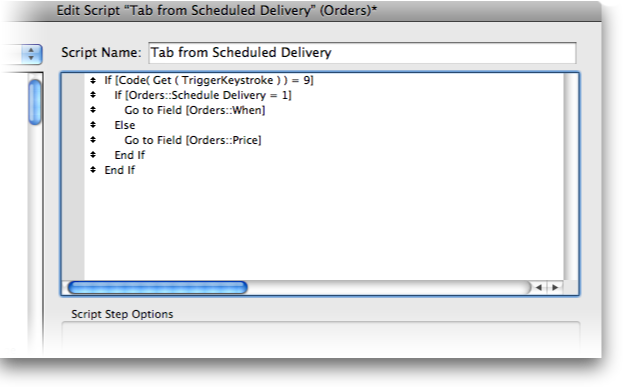 Edit Script "Tab from Scheduled Delivery" (Orders)*
Script Name: Tab from Scheduled Delivery
If [Code( Get ( TriggerKeystroke ) ) = 9]
If [Orders::Schedule Delivery = 1]
Go to Field [Orders::When]
Else
Go to Field [Orders::Price]
End If
End If
Script Step Options